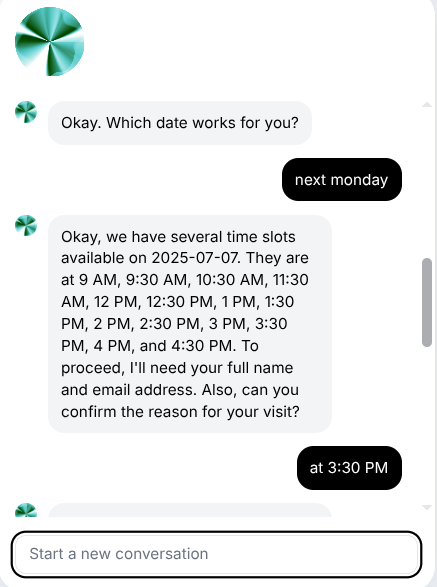 Okay. Which date works for you?
next monday
Okay, we have several time slots
available on 2025-07-07. They are
at 9 AM, 9:30 AM, 10:30 AM, 11:30
AM, 12 PM, 12:30 PM, 1 PM, 1:30
PM, 2 PM, 2:30 PM, 3 PM, 3:30
PM, 4 PM, and 4:30 PM. To
proceed, I'll need your full name
and email address. Also, can you
confirm the reason for your visit?
at 3:30 PM
Start a new conversation